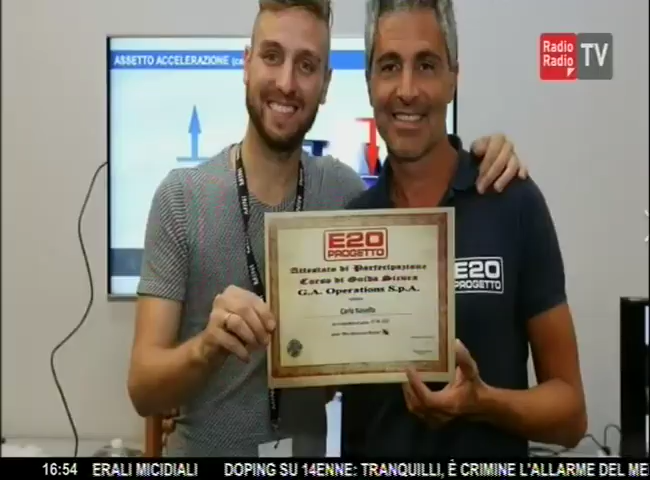 Radio Radio TV
ASSETTO ACCELERAZIONE
E20
PROGETTO
Attestato di Partecipazione
Corso di Guida Sicura
G.A. Operations S.p.A.
E20
PROGETTO
16:54 ERALI MICIDIALI DOPING SU 14ENNE: TRANQUILLI, È CRIMINE L'ALLARME DEL ME